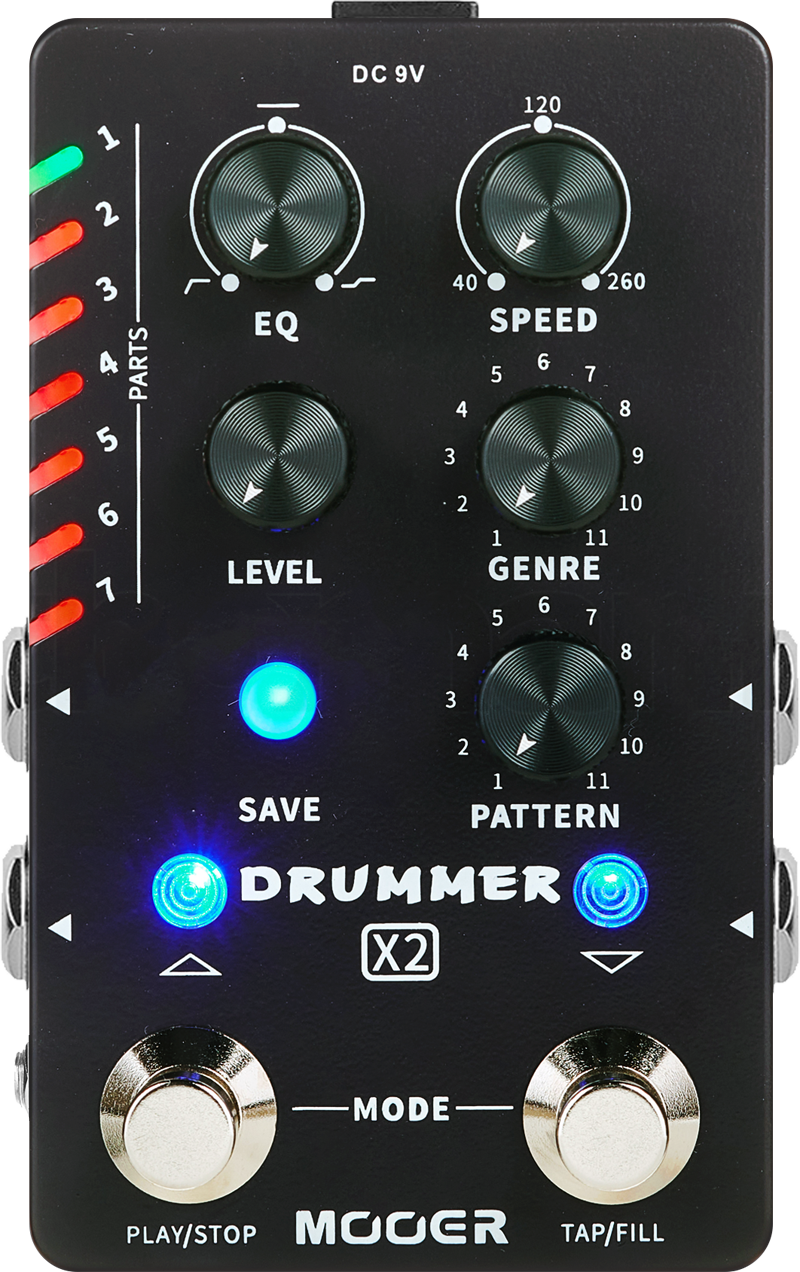 DC 9V
1
2
3
4
5
6
7
PARTS
EQ
120
40
260
SPEED
LEVEL
1
2
3
4
5
6
7
8
9
10
11
GENRE
SAVE
1
2
3
4
5
6
7
8
9
10
11
PATTERN
DRUMMER
X2
MODE
PLAY/STOP
MOOER
TAP/FILL